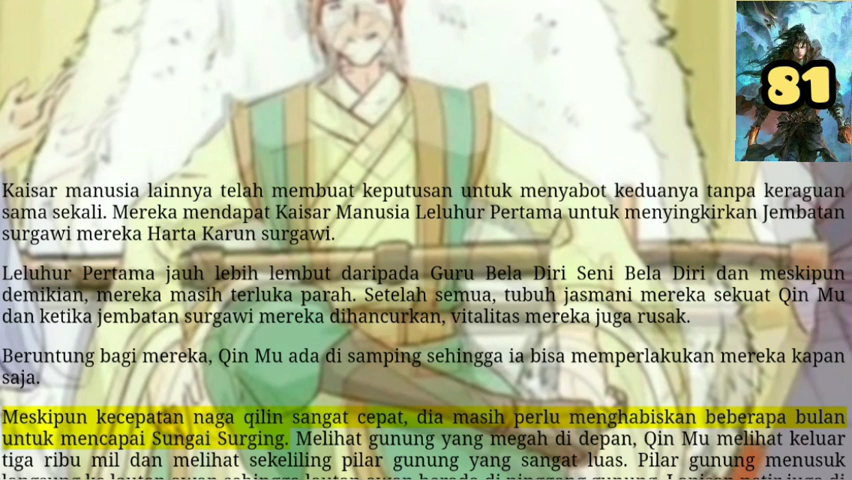 81
Kaisar manusia lainnya telah membuat keputusan untuk menyabot keduanya tanpa keraguan
sama sekali. Mereka mendapat Kaisar Manusia Leluhur Pertama untuk menyingkirkan Jembatan
surgawi mereka Harta Karun surgawi.
Leluhur Pertama jauh lebih lembut daripada Guru Bela Diri Seni Bela Diri dan meskipun
demikian, mereka masih terluka parah. Setelah semua, tubuh jasmani mereka sekuat Qin Mu
dan ketika jembatan surgawi mereka dihancurkan, vitalitas mereka juga rusak.
Beruntung bagi mereka, Qin Mu ada di samping sehingga ia bisa memperlakukan mereka kapan
saja.
Meskipun kecepatan naga qilin sangat cepat, dia masih perlu menghabiskan beberapa bulan
untuk mencapai Sungai Surging. Melihat gunung yang megah di depan, Qin Mu melihat keluar
tiga ribu mil dan melihat sekeliling pilar gunung yang sangat luas. Pilar gunung menusuk